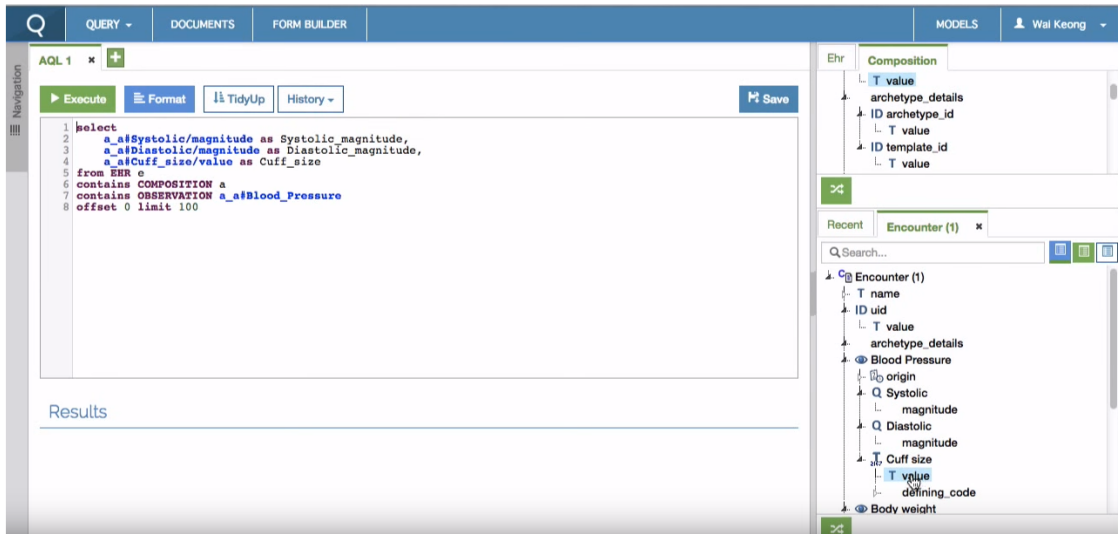 QUERY
DOCUMENTS
FORM BUILDER
MODELS
Wai Keong
Navigation
AQL 1 ×
Execute
Format
TidyUp
History
Save
1 select
2 a_a#Systolic/magnitude as Systolic_magnitude,
3 a_a#Diastolic/magnitude as Diastolic_magnitude,
4 a_a#Cuff_size/value as Cuff_size
5 from EHR e
6 contains COMPOSITION a
7 contains OBSERVATION a_a#Blood_Pressure
8 offset 0 limit 100
Results
Ehr
Composition
T value
archetype_details
ID archetype_id
T value
ID template_id
T value
Recent
Encounter (1) ×
Search...
Encounter (1)
T name
ID uid
T value
archetype_details
Blood Pressure
origin
Q Systolic
magnitude
Q Diastolic
magnitude
T Cuff size
T value
defining_code
Body weight